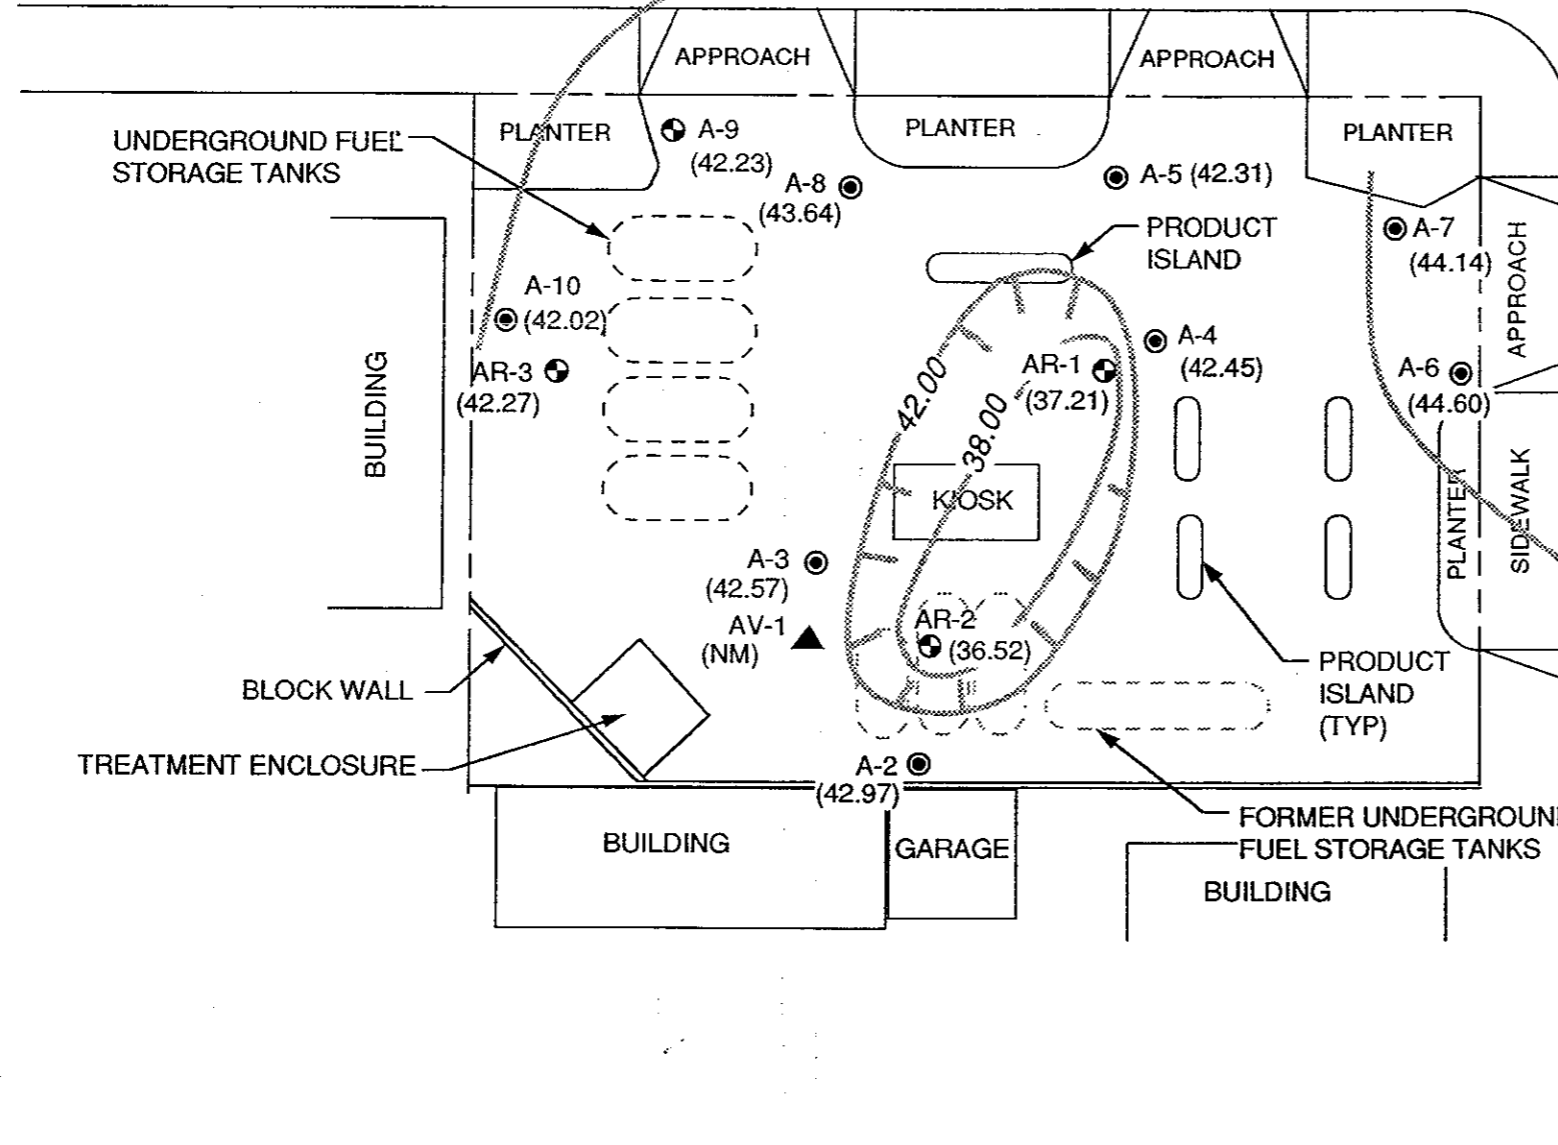 APPROACH
APPROACH
UNDERGROUND FUEL
STORAGE TANKS
PLANTER
A-9
(42.23)
PLANTER
PLANTER
A-8
(43.64)
A-5 (42.31)
PRODUCT
ISLAND
A-7
(44.14)
APPROACH
A-10
(42.02)
AR-3
(42.27)
BUILDING
42.00
38.00
AR-1
(37.21)
A-4
(42.45)
A-6
(44.60)
KIOSK
PLANTER
SIDEWALK
A-3
(42.57)
AV-1
(NM)
AR-2
(36.52)
BLOCK WALL
TREATMENT ENCLOSURE
PRODUCT
ISLAND
(TYP)
A-2
(42.97)
BUILDING
GARAGE
FORMER UNDERGROUN
FUEL STORAGE TANKS
BUILDING